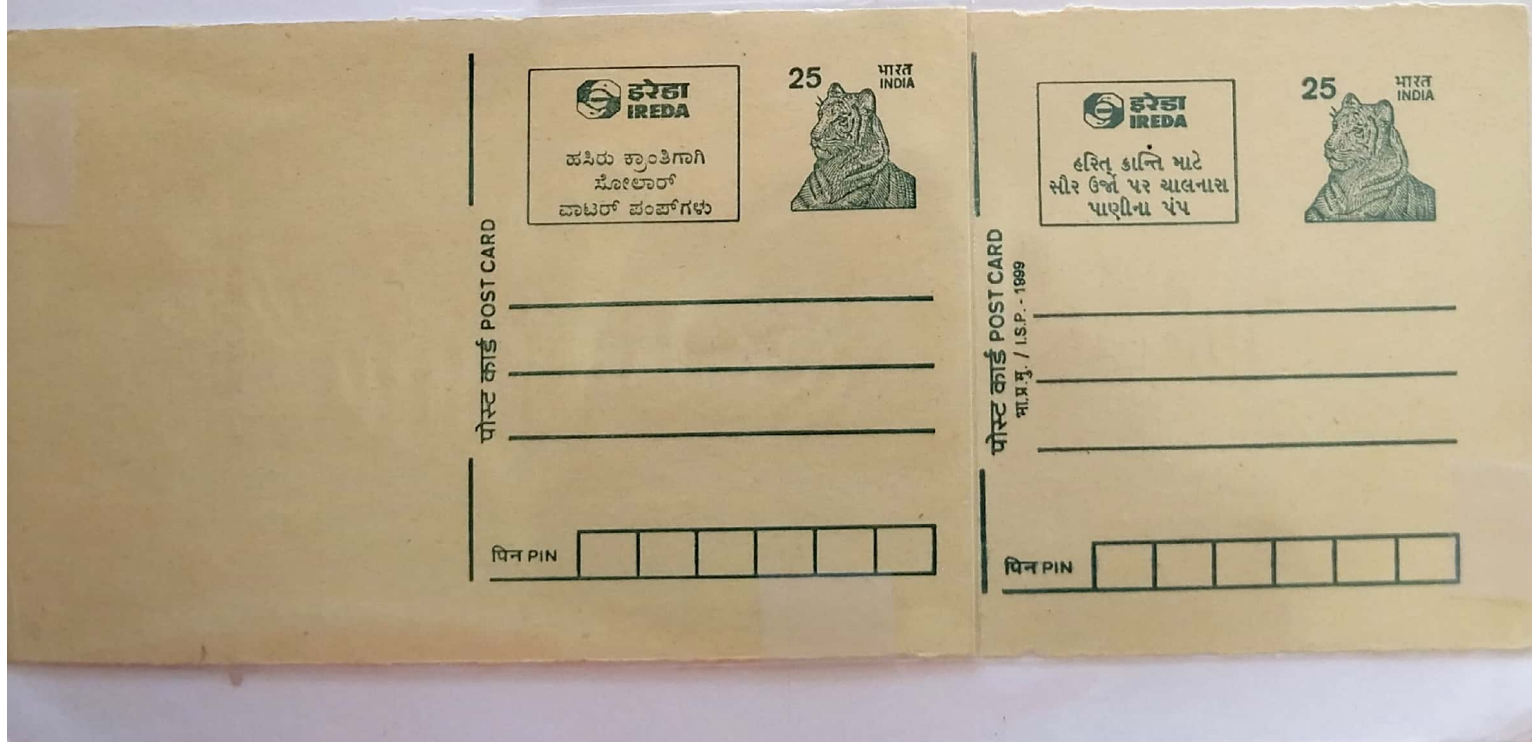 इरेडा
IREDA
ಹಸಿರು ಕ್ರಾಂತಿಗಾಗಿ
ಸೋಲಾರ್
ವಾಟರ್ ಪಂಪ್‌ಗಳು
25
भारत
INDIA
पोस्ट कार्ड POST CARD
पिन PIN
इरेडा
IREDA
હરિત્ ક્રાન્તિ માટે
સૌર ઉર્જા પર ચાલનારા
પાણીના પંપ
25
भारत
INDIA
पोस्ट कार्ड POST CARD
भा.प्र.मु. / I.S.P. - 1999
पिन PIN